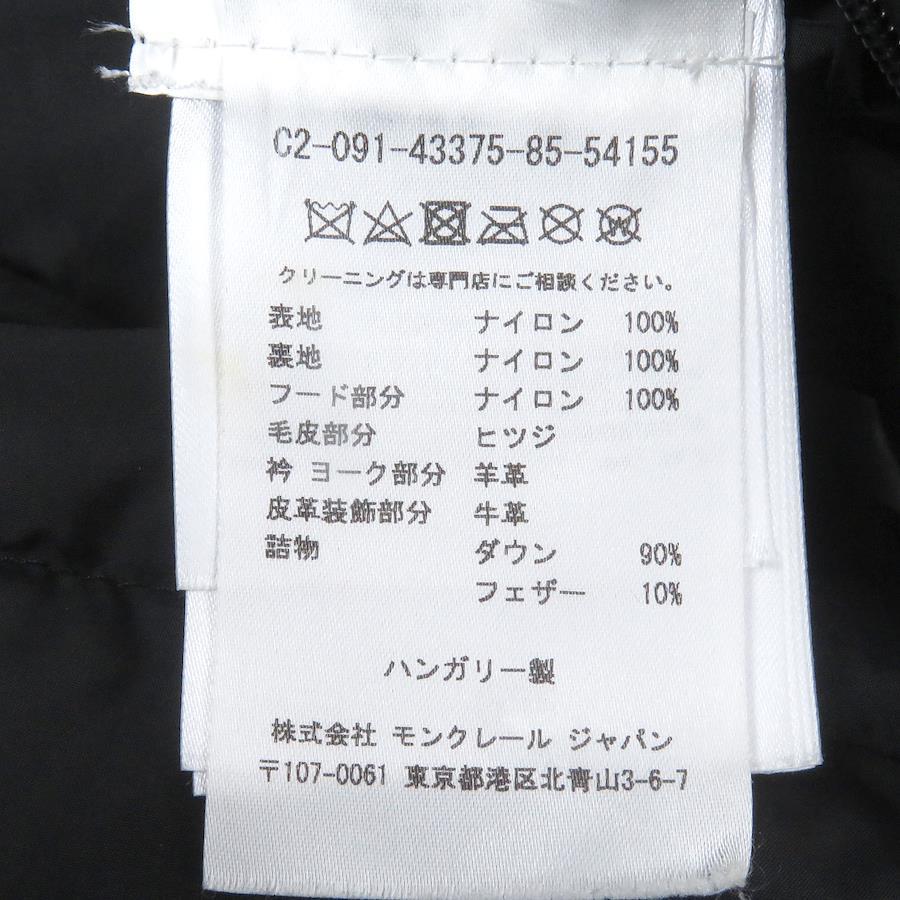 C2-091-43375-85-54155
クリーニングは専門店にご相談ください。
表地 ナイロン 100%
裏地 ナイロン 100%
フード部分 ナイロン 100%
毛皮部分 ヒツジ
衿 ヨーク部分 羊革
皮革装飾部分 牛革
詰物 ダウン 90%
フェザー 10%
ハンガリー製
株式会社 モンクレール ジャパン
〒107-0061 東京都港区北青山3-6-7